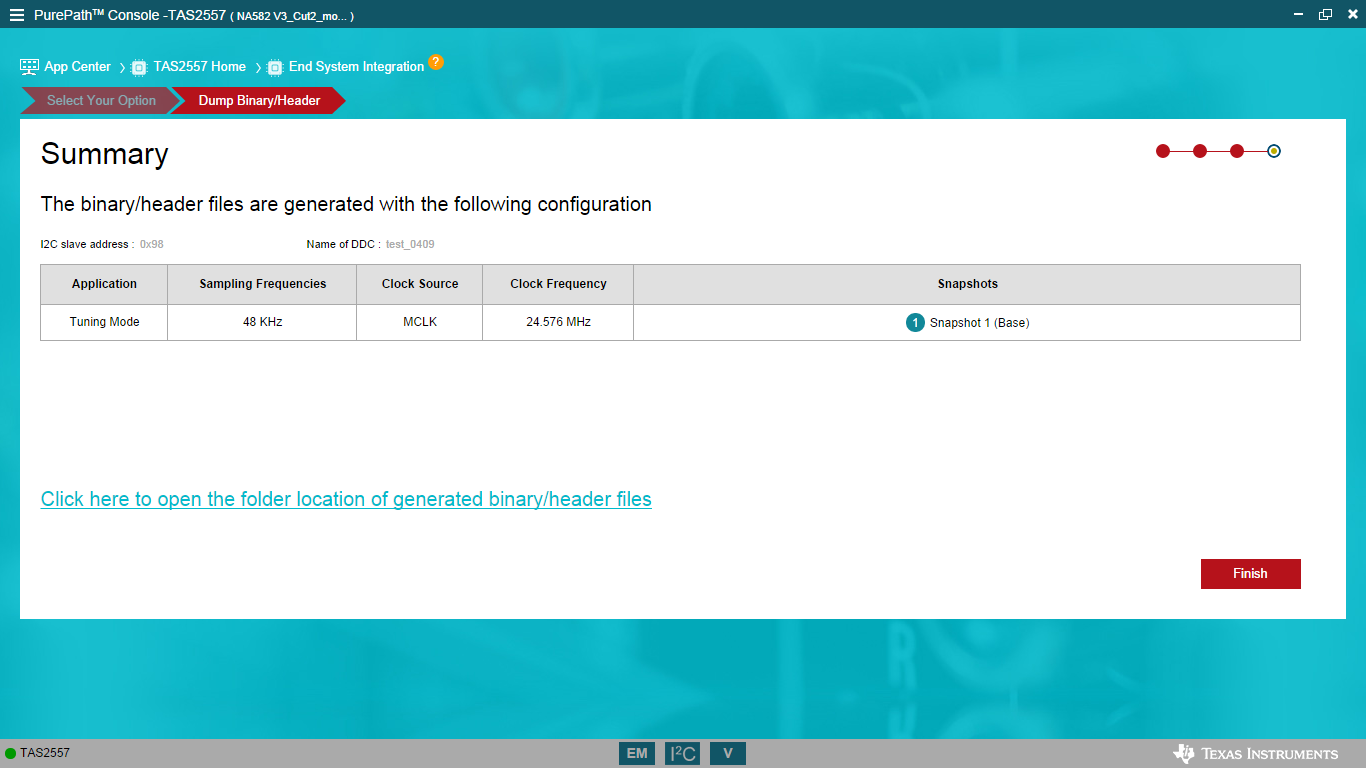 PurePath™ Console -TAS2557 ( NA582 V3_Cut2_mo... )
App Center TAS2557 Home End System Integration ?
Select Your Option Dump Binary/Header
Summary
The binary/header files are generated with the following configuration
I2C slave address : 0x98 Name of DDC : test_0409
Application Sampling Frequencies Clock Source Clock Frequency Snapshots
Tuning Mode 48 KHz MCLK 24.576 MHz 1 Snapshot 1 (Base)
Click here to open the folder location of generated binary/header files
Finish
TAS2557 EM I²C V TEXAS INSTRUMENTS